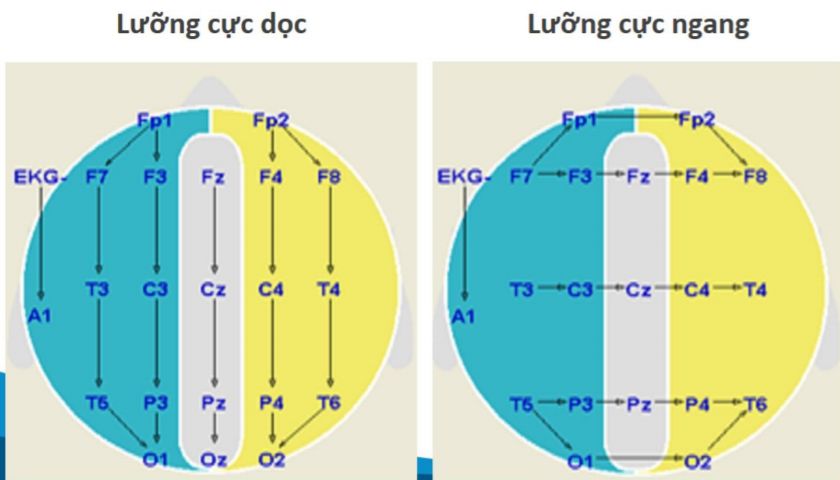 Lưỡng cực dọc
Fp1 Fp2
EKG- F7 F3 Fz F4 F8
T3 C3 Cz C4 T4
A1
T5 P3 Pz P4 T6
O1 Oz O2
Lưỡng cực ngang
Fp1 Fp2
EKG- F7 F3 Fz F4 F8
T3 C3 Cz C4 T4
A1
T5 P3 Pz P4 T6
O1 O2